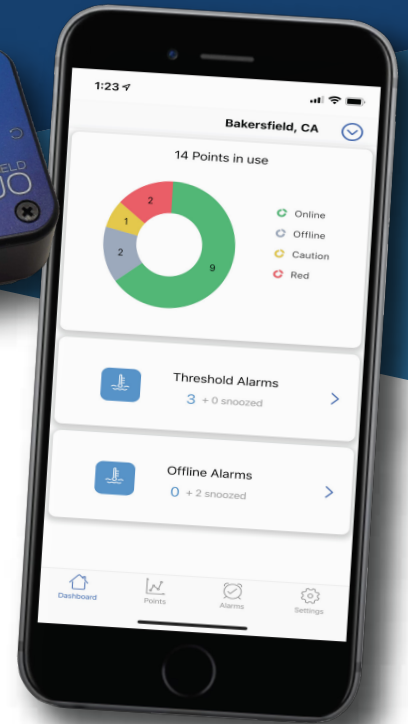 1:23
Bakersfield, CA
14 Points in use
2
1
2
9
Online
Offline
Caution
Red
Threshold Alarms
3 + 0 snoozed
Offline Alarms
0 + 2 snoozed
Dashboard
Points
Alarms
Settings